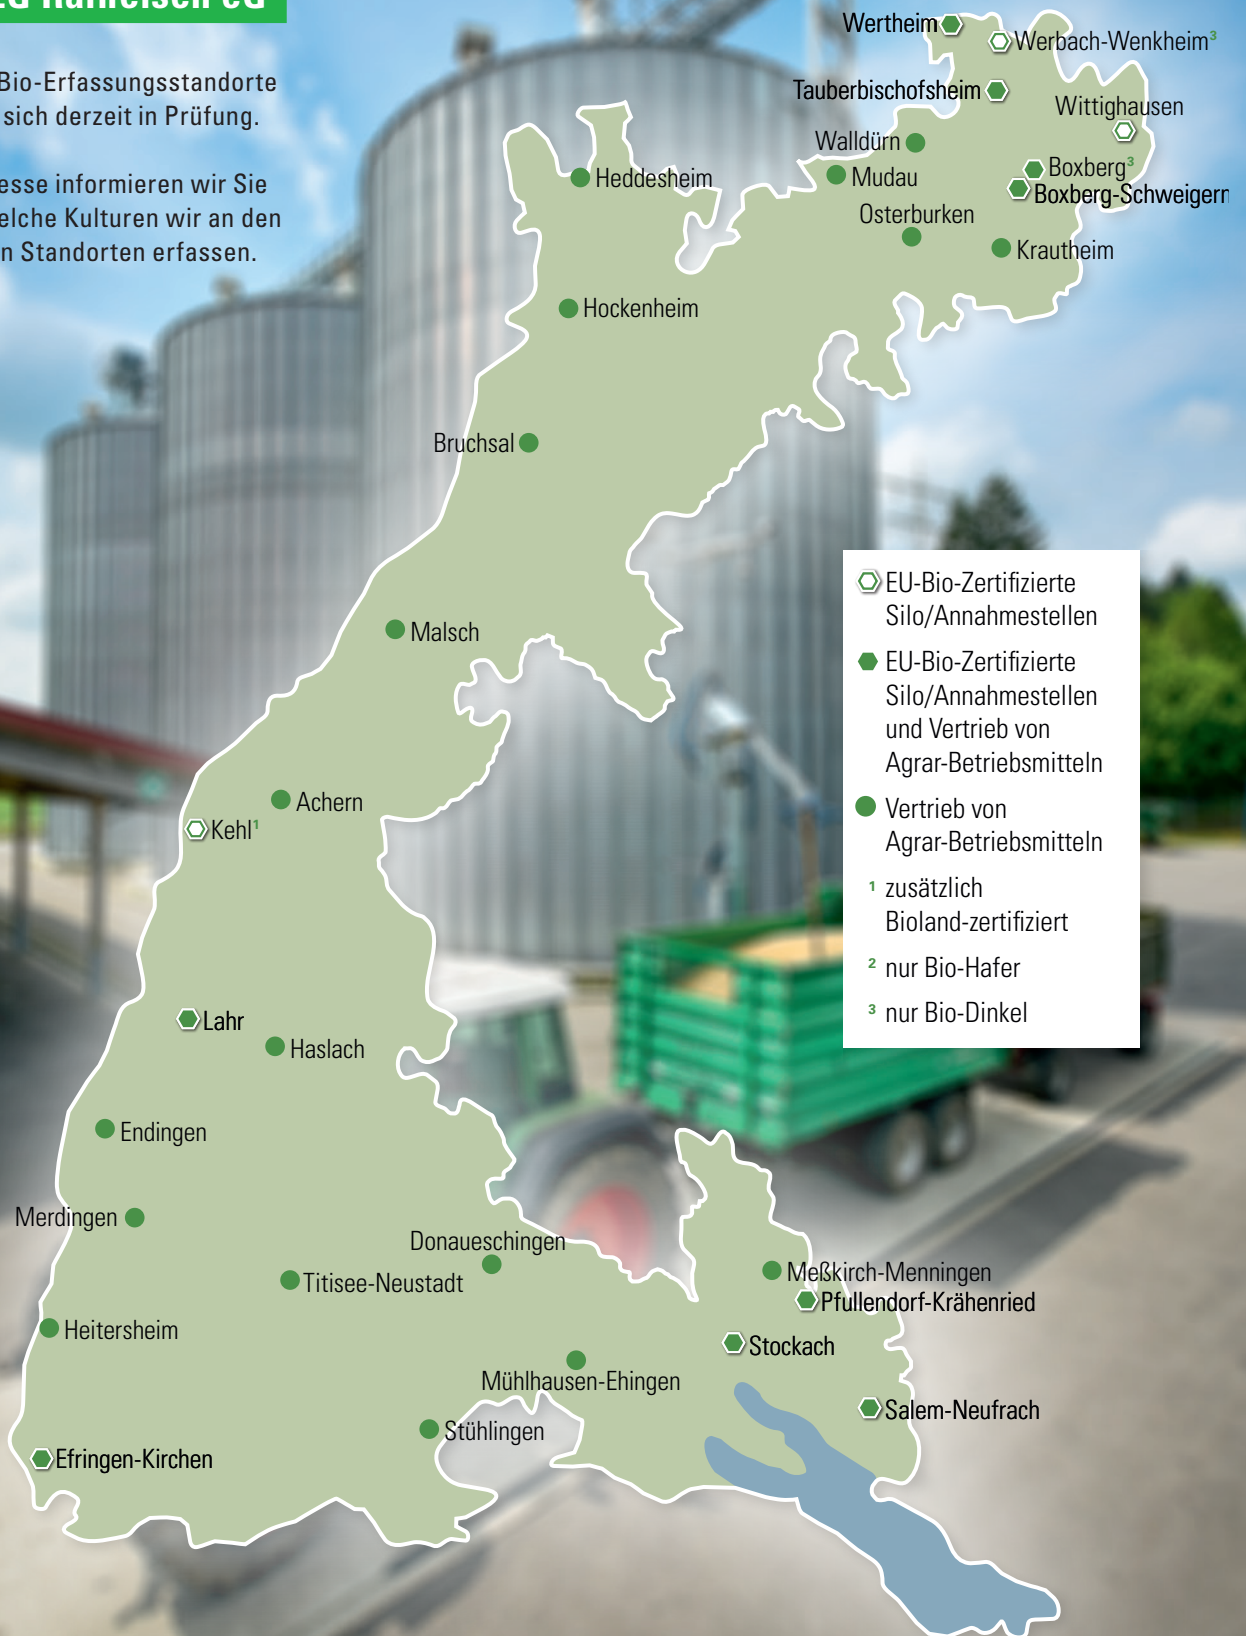 EG Raiffeisen eG
Bio-Erfassungsstandorte
sich derzeit in Prüfung.
esse informieren wir Sie
elche Kulturen wir an den
n Standorten erfassen.
Wertheim
Werbach-Wenkheim³
Tauberbischofsheim
Wittighausen
Walldürn
Boxberg³
Heddesheim
Mudau
Boxberg-Schweigern
Osterburken
Krautheim
Hockenheim
Bruchsal
EU-Bio-Zertifizierte
Silo/Annahmestellen
EU-Bio-Zertifizierte
Silo/Annahmestellen
und Vertrieb von
Agrar-Betriebsmitteln
Vertrieb von
Agrar-Betriebsmitteln
¹ zusätzlich
Bioland-zertifiziert
² nur Bio-Hafer
³ nur Bio-Dinkel
Malsch
Achern
Kehl¹
Lahr
Haslach
Endingen
Merdingen
Donaueschingen
Meßkirch-Menningen
Titisee-Neustadt
Pfullendorf-Krähenried
Heitersheim
Stockach
Mühlhausen-Ehingen
Salem-Neufrach
Stühlingen
Efringen-Kirchen